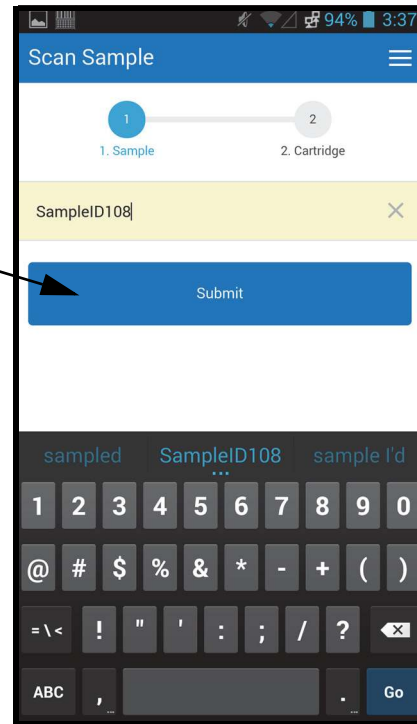 94% 3:37
Scan Sample
1 2
1. Sample 2. Cartridge
SampleID108
Submit
sampled SampleID108 sample I'd
1 2 3 4 5 6 7 8 9 0
@ # $ % & * - + ( )
= \ < ! " ' : ; / ?
ABC , . Go